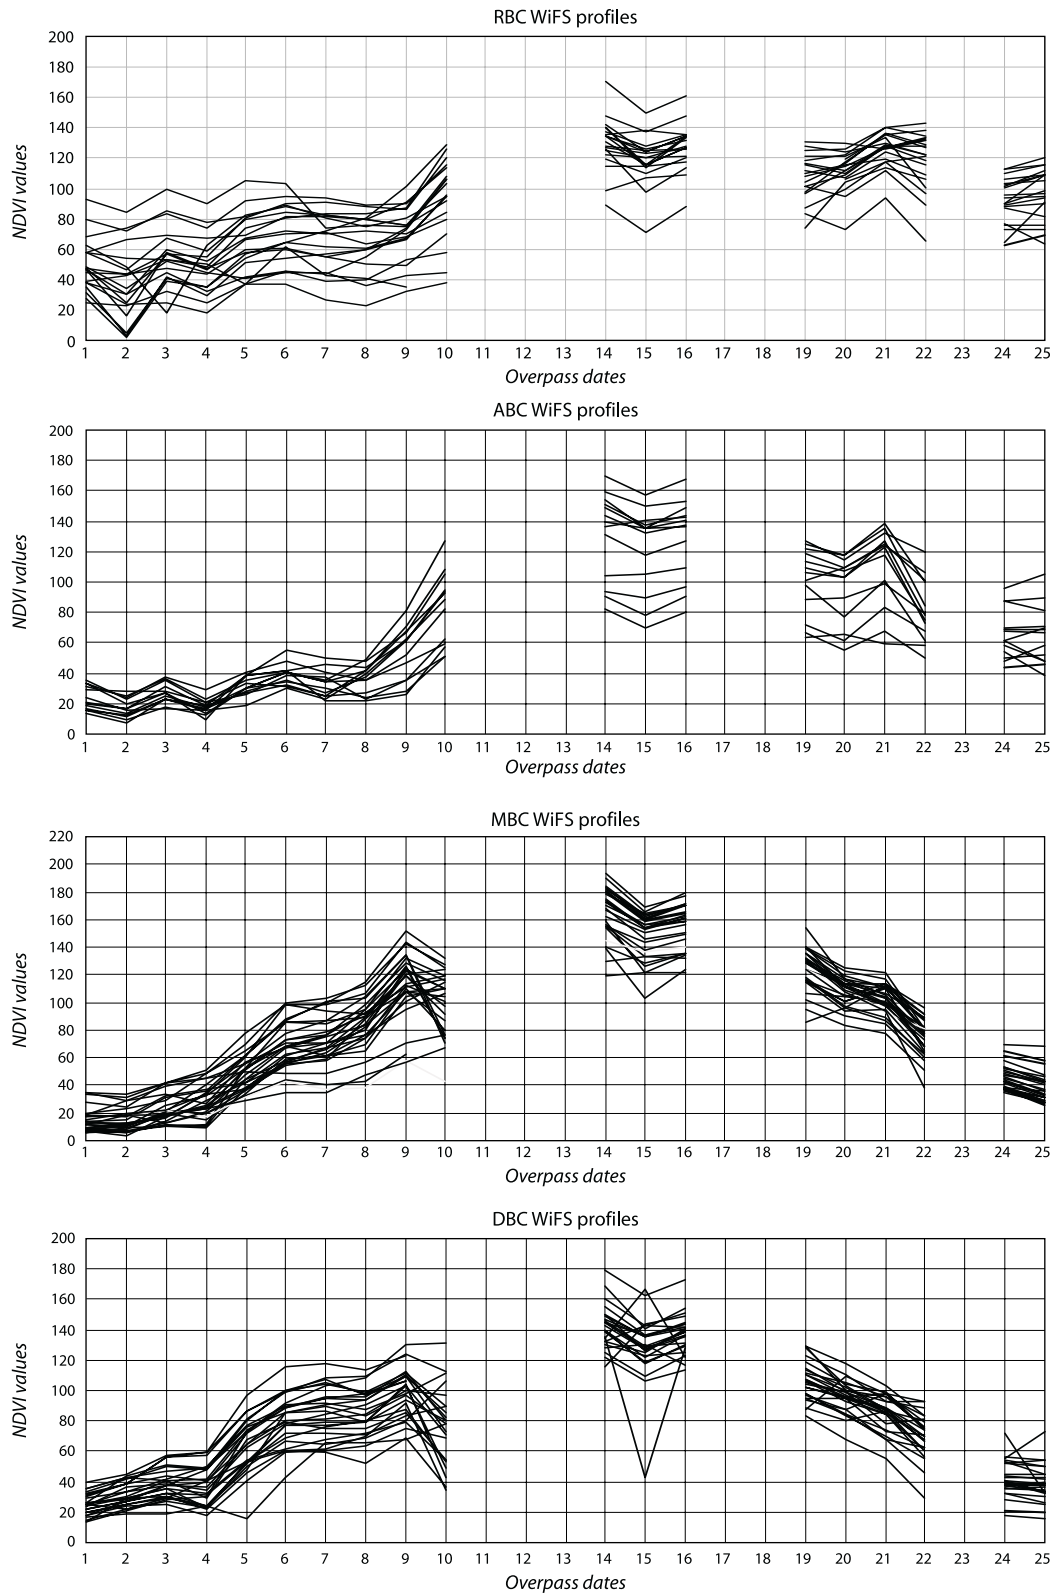 RBC WiFS profiles
NDVI values
200
180
160
140
120
100
80
60
40
20
0
1 2 3 4 5 6 7 8 9 10 11 12 13 14 15 16 17 18 19 20 21 22 23 24 25
Overpass dates
ABC WiFS profiles
NDVI values
200
180
160
140
120
100
80
60
40
20
0
1 2 3 4 5 6 7 8 9 10 11 12 13 14 15 16 17 18 19 20 21 22 23 24 25
Overpass dates
MBC WiFS profiles
NDVI values
220
200
180
160
140
120
100
80
60
40
20
0
1 2 3 4 5 6 7 8 9 10 11 12 13 14 15 16 17 18 19 20 21 22 23 24 25
Overpass dates
DBC WiFS profiles
NDVI values
200
180
160
140
120
100
80
60
40
20
0
1 2 3 4 5 6 7 8 9 10 11 12 13 14 15 16 17 18 19 20 21 22 23 24 25
Overpass dates